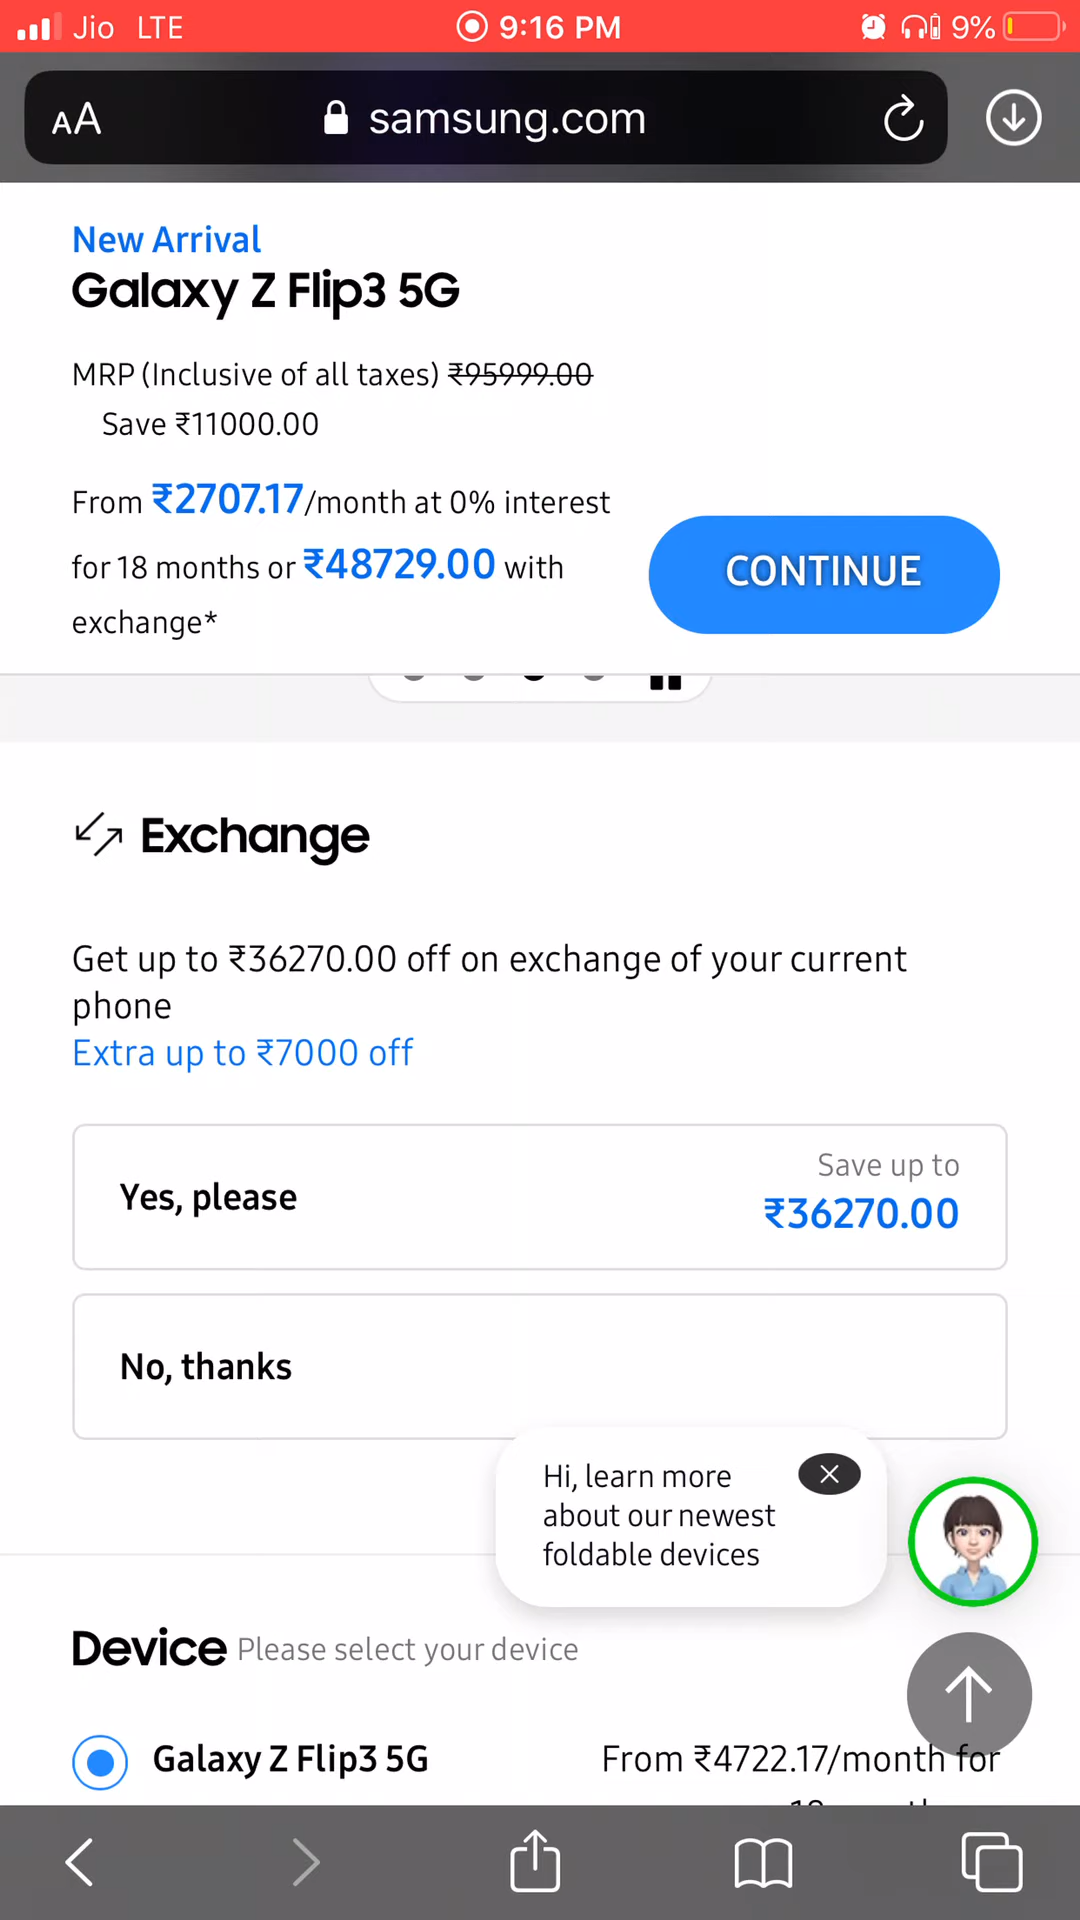 Jio LTE 9:16 PM 9%
AA samsung.com
New Arrival
Galaxy Z Flip3 5G
MRP (Inclusive of all taxes) ₹95999.00
Save ₹11000.00
From ₹2707.17/month at 0% interest
for 18 months or ₹48729.00 with
exchange*
CONTINUE
Exchange
Get up to ₹36270.00 off on exchange of your current
phone
Extra up to ₹7000 off
Yes, please
Save up to
₹36270.00
No, thanks
Hi, learn more
about our newest
foldable devices
Device Please select your device
Galaxy Z Flip3 5G
From ₹4722.17/month for